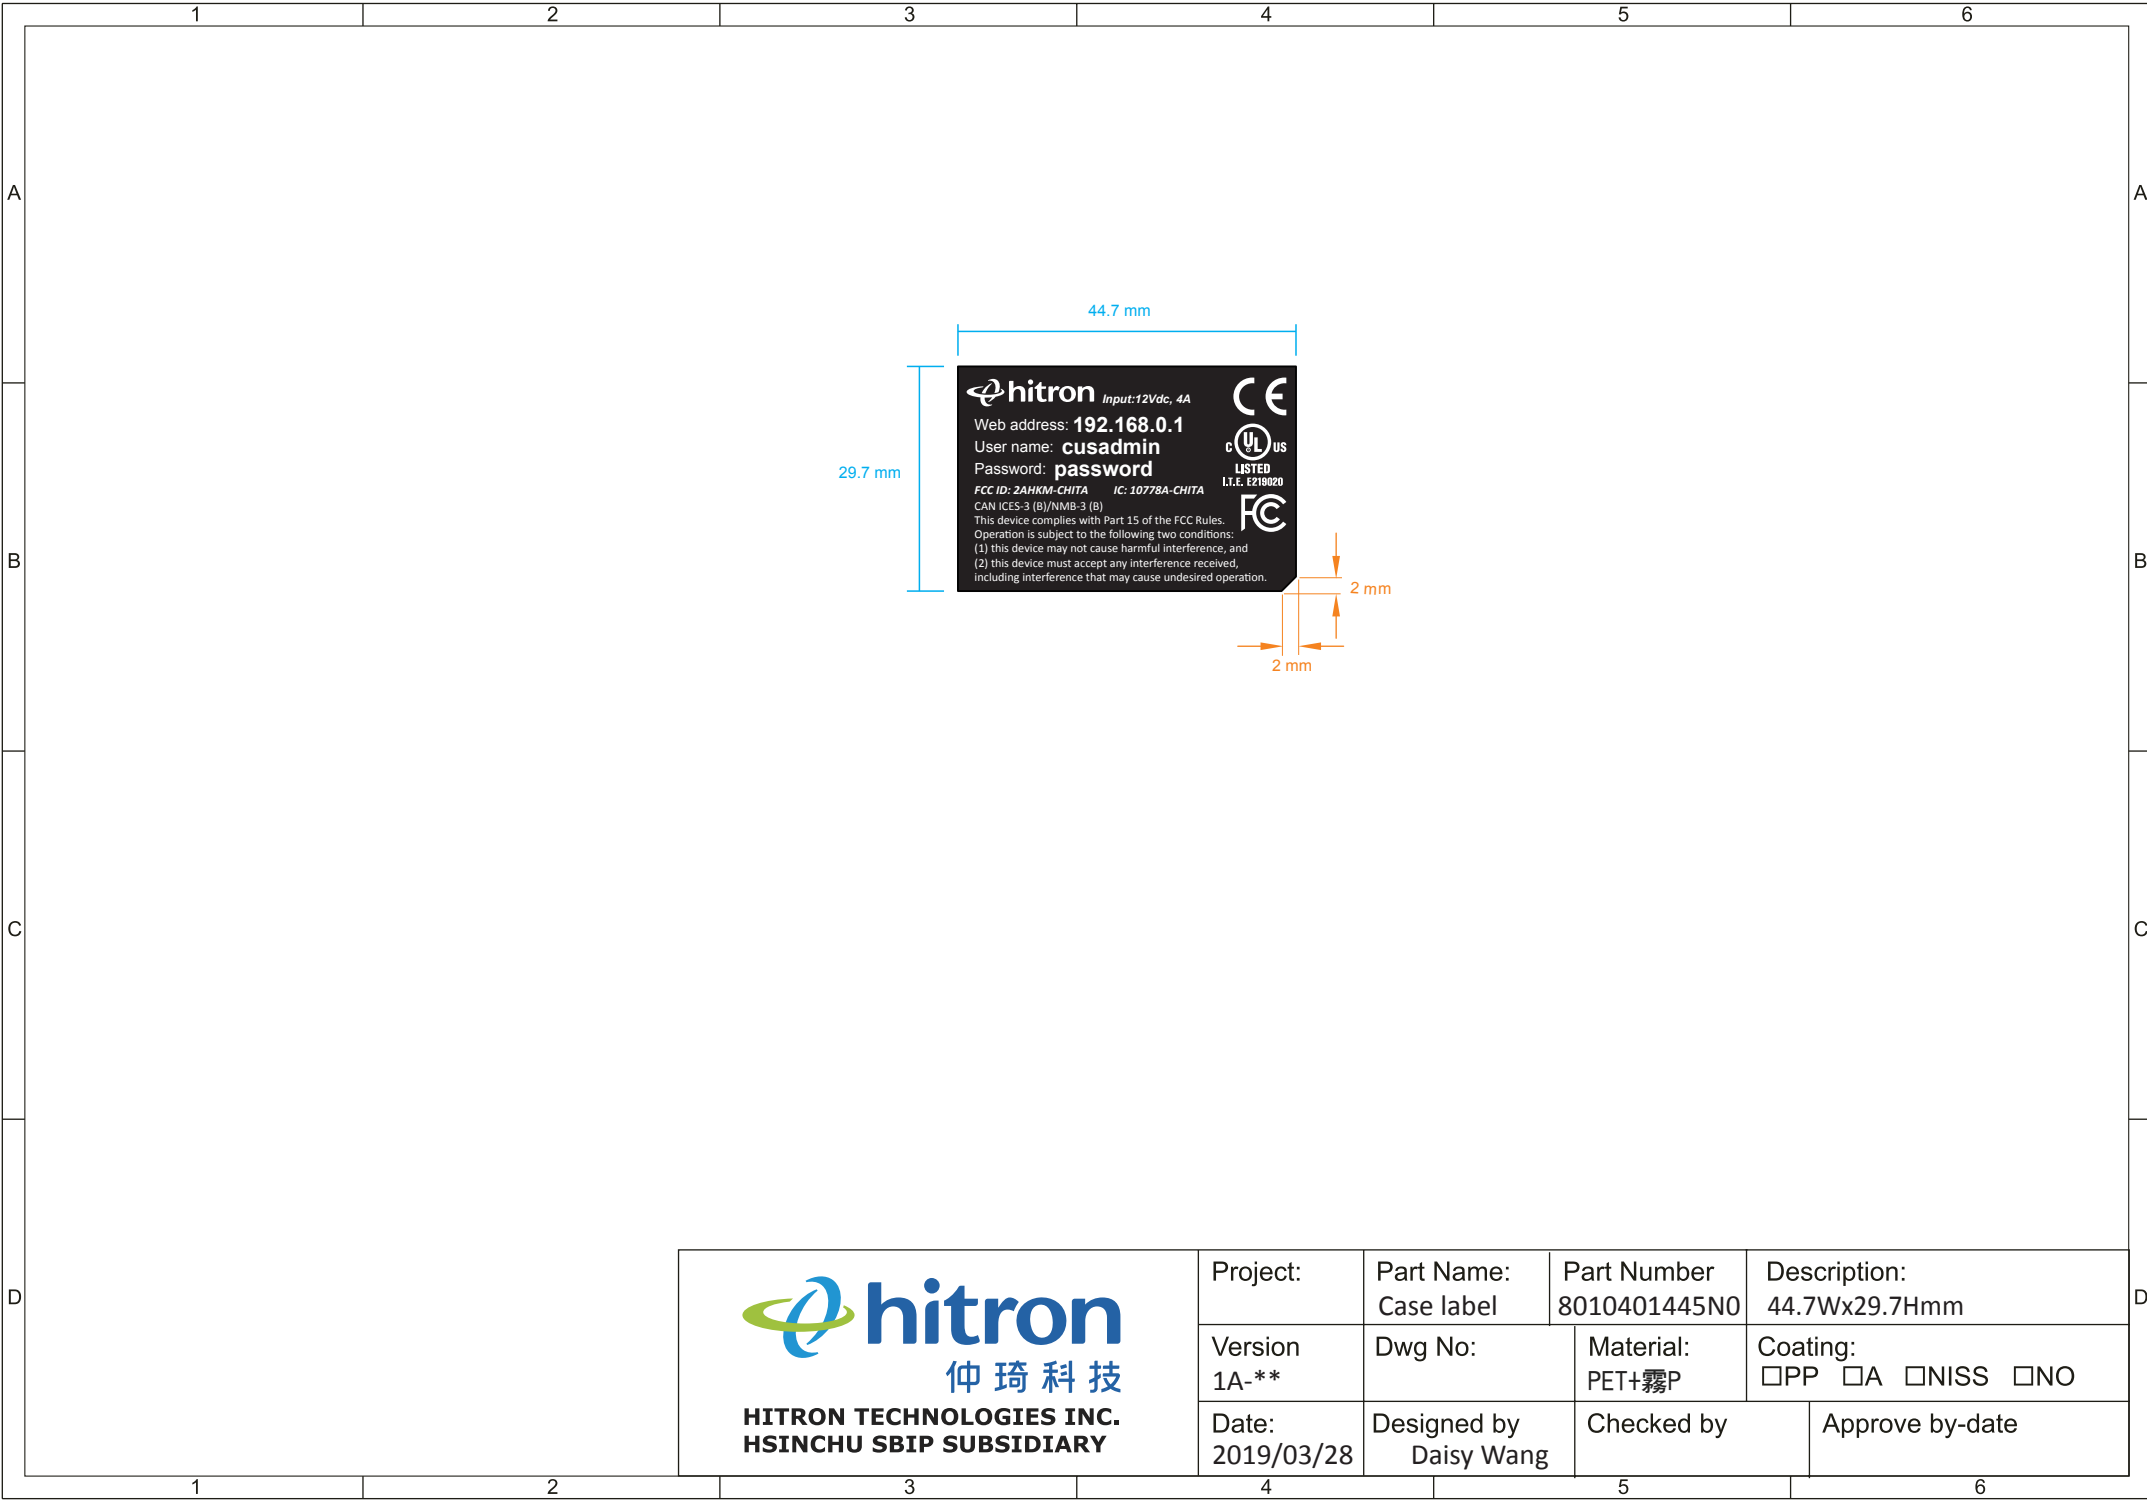 1 2 3 4 5 6
A A
B B
C C
D D
44.7 mm
29.7 mm
hitron Input:12Vdc, 4A
CE
Web address: 192.168.0.1
User name: cusadmin
Password: password
C UL US
LISTED
I.T.E. E219020
FCC ID: 2AHKM-CHITA IC: 10778A-CHITA
CAN ICES-3 (B)/NMB-3 (B)
FC
This device complies with Part 15 of the FCC Rules.
Operation is subject to the following two conditions:
(1) this device may not cause harmful interference, and
(2) this device must accept any interference received,
including interference that may cause undesired operation.
2 mm
2 mm
hitron
仲琦科技
HITRON TECHNOLOGIES INC.
HSINCHU SBIP SUBSIDIARY
Project:
Part Name:
Case label
Part Number
8010401445N0
Description:
44.7Wx29.7Hmm
Version
1A-**
Dwg No:
Material:
PET+霧P
Coating:
□PP □A □NISS □NO
Date:
2019/03/28
Designed by
Daisy Wang
Checked by
Approve by-date
1 2 3 4 5 6